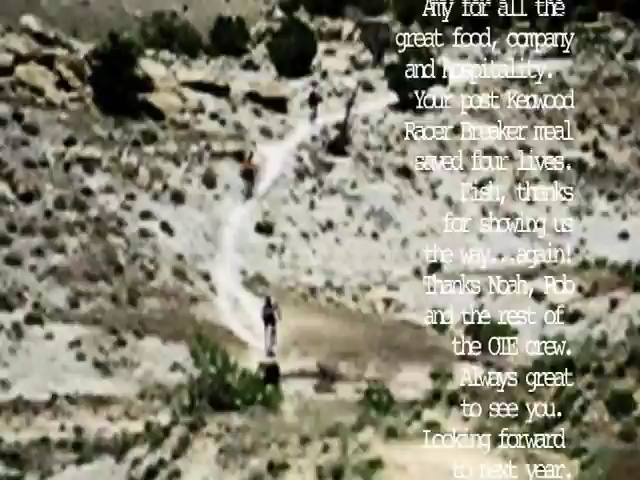 Amy for all the
great food, company
and hospitality.
Your post Kenwood
Racer Breaker meal
saved four lives.
Fish, thanks
for showing us
the way...again!
Thanks Noah, Rob
and the rest of
the OTE crew.
Always great
to see you.
Looking forward
to next year.